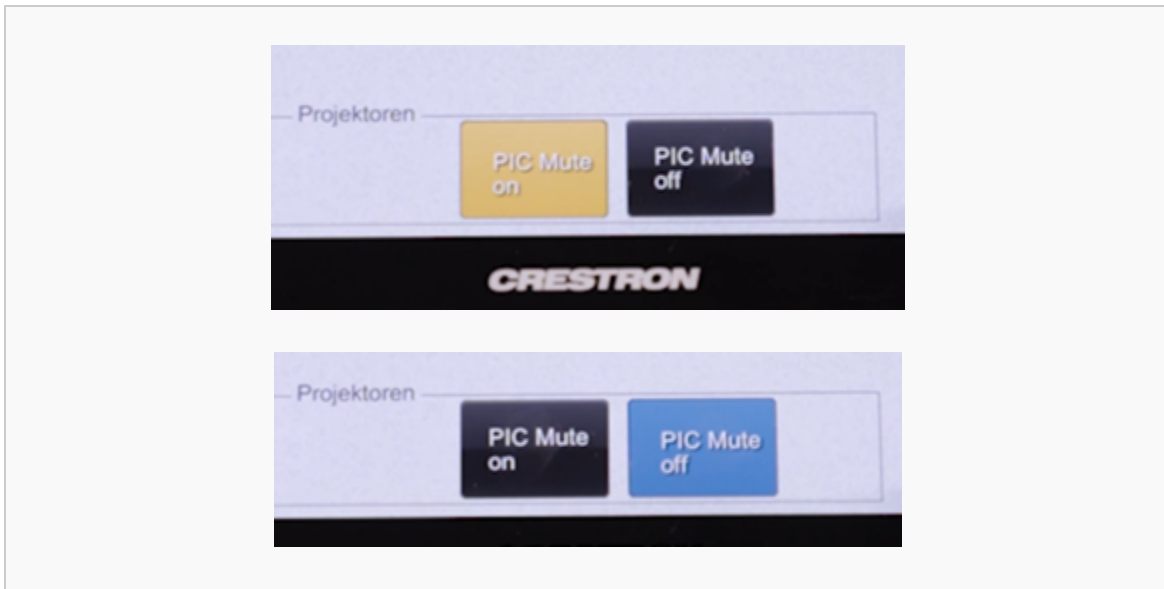 Projektoren
PIC Mute
on
PIC Mute
off
CRESTRON
Projektoren
PIC Mute
on
PIC Mute
off